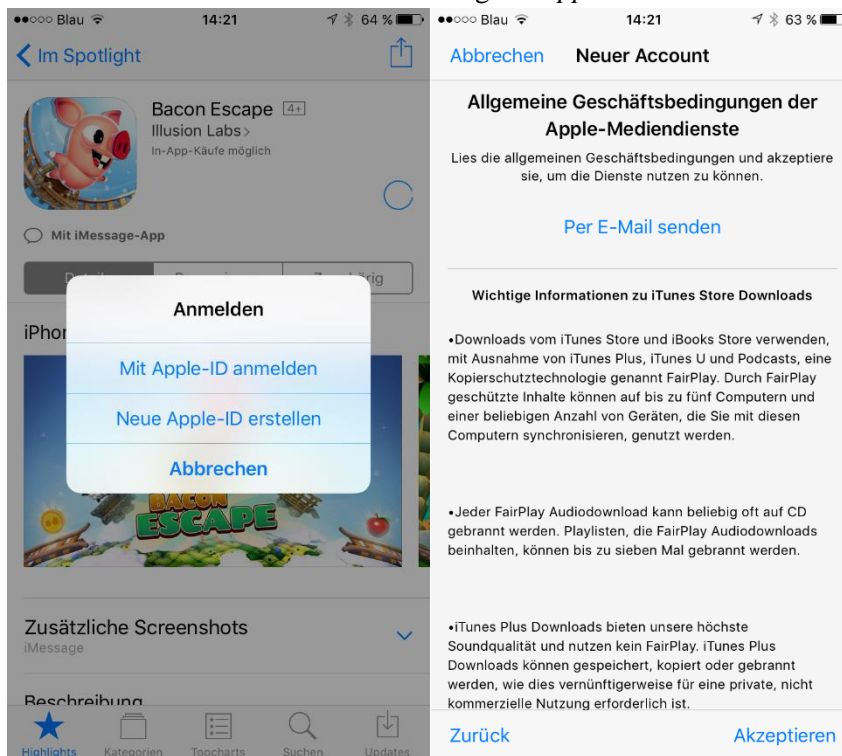 Blau 14:21 64 %
Im Spotlight
Bacon Escape 4+
Illusion Labs >
In-App-Käufe möglich
Mit iMessage-App
Anmelden
Mit Apple-ID anmelden
Neue Apple-ID erstellen
Abbrechen
BACON
ESCAPE
Zusätzliche Screenshots
iMessage
Beschreibung
Highlights Kategorien Topcharts Suchen Updates
Blau 14:21 63 %
Abbrechen Neuer Account
Allgemeine Geschäftsbedingungen der
Apple-Mediendienste
Lies die allgemeinen Geschäftsbedingungen und akzeptiere
sie, um die Dienste nutzen zu können.
Per E-Mail senden
Wichtige Informationen zu iTunes Store Downloads
•Downloads vom iTunes Store und iBooks Store verwenden,
mit Ausnahme von iTunes Plus, iTunes U und Podcasts, eine
Kopierschutztechnologie genannt FairPlay. Durch FairPlay
geschützte Inhalte können auf bis zu fünf Computern und
einer beliebigen Anzahl von Geräten, die Sie mit diesen
Computern synchronisieren, genutzt werden.
•Jeder FairPlay Audiodownload kann beliebig oft auf CD
gebrannt werden. Playlisten, die FairPlay Audiodownloads
beinhalten, können bis zu sieben Mal gebrannt werden.
•iTunes Plus Downloads bieten unsere höchste
Soundqualität und nutzen kein FairPlay. iTunes Plus
Downloads können gespeichert, kopiert oder gebrannt
werden, wie dies vernünftigerweise für eine private, nicht
kommerzielle Nutzung erforderlich ist.
Zurück Akzeptieren